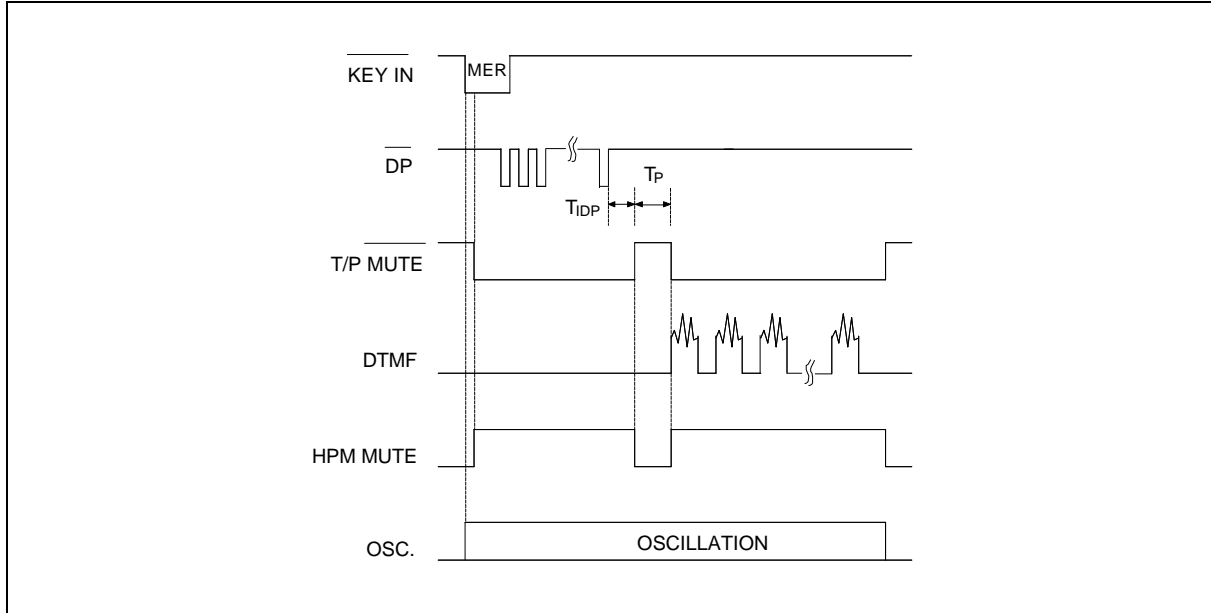 KEY IN
MER
DP
TP
TIDP
T/P MUTE
DTMF
HPM MUTE
OSC.
OSCILLATION